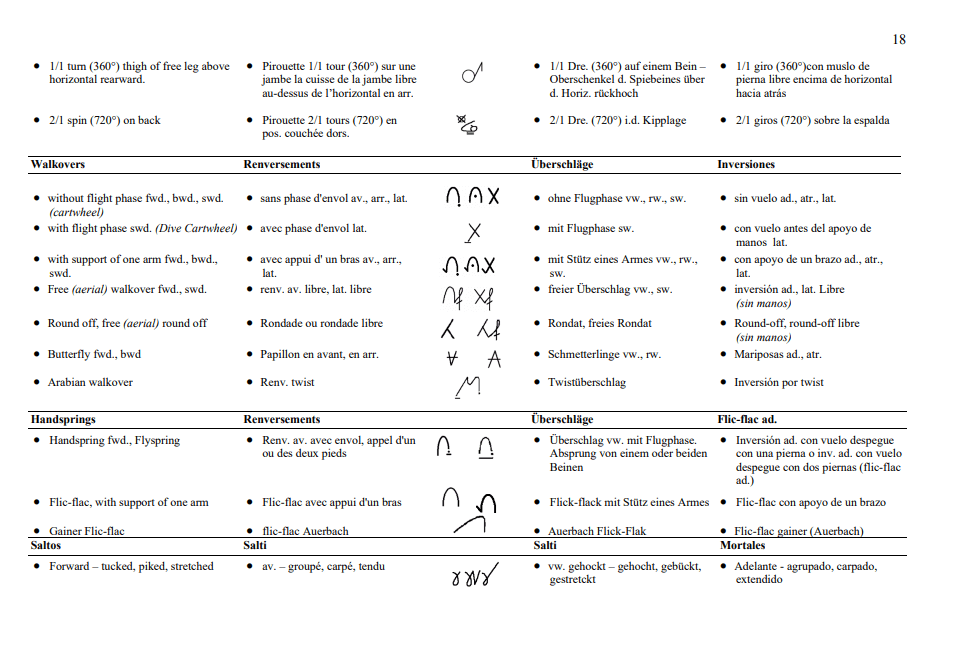 18
• 1/1 turn (360°) thigh of free leg above
horizontal rearward.
• Pirouette 1/1 tour (360°) sur une
jambe la cuisse de la jambe libre
au-dessus de l’horizontal en arr.
• 1/1 Dre. (360°) auf einem Bein –
Oberschenkel d. Spiebeines über
d. Horiz. rückhoch
• 1/1 giro (360°)con muslo de
pierna libre encima de horizontal
hacia atrás
• 2/1 spin (720°) on back
• Pirouette 2/1 tours (720°) en
pos. couchée dors.
• 2/1 Dre. (720°) i.d. Kipplage
• 2/1 giros (720°) sobre la espalda
Walkovers Renversements Überschläge Inversiones
• without flight phase fwd., bwd., swd.
(cartwheel)
• sans phase d'envol av., arr., lat.
• ohne Flugphase vw., rw., sw.
• sin vuelo ad., atr., lat.
• with flight phase swd. (Dive Cartwheel)
• avec phase d'envol lat.
• mit Flugphase sw.
• con vuelo antes del apoyo de
manos lat.
• with support of one arm fwd., bwd.,
swd.
• avec appui d' un bras av., arr.,
lat.
• mit Stütz eines Armes vw., rw.,
sw.
• con apoyo de un brazo ad., atr.,
lat.
• Free (aerial) walkover fwd., swd.
• renv. av. libre, lat. libre
• freier Überschlag vw., sw.
• inversión ad., lat. Libre
(sin manos)
• Round off, free (aerial) round off
• Rondade ou rondade libre
• Rondat, freies Rondat
• Round-off, round-off libre
(sin manos)
• Butterfly fwd., bwd
• Papillon en avant, en arr.
• Schmetterlinge vw., rw.
• Mariposas ad., atr.
• Arabian walkover
• Renv. twist
• Twistüberschlag
• Inversión por twist
Handsprings Renversements Überschläge Flic-flac ad.
• Handspring fwd., Flyspring
• Renv. av. avec envol, appel d'un
ou des deux pieds
• Überschlag vw. mit Flugphase.
Absprung von einem oder beiden
Beinen
• Inversión ad. con vuelo despegue
con una pierna o inv. ad. con vuelo
despegue con dos piernas (flic-flac
ad.)
• Flic-flac, with support of one arm
• Flic-flac avec appui d'un bras
• Flick-flack mit Stütz eines Armes
• Flic-flac con apoyo de un brazo
• Gainer Flic-flac
• flic-flac Auerbach
• Auerbach Flick-Flak
• Flic-flac gainer (Auerbach)
Saltos Salti Salti Mortales
• Forward – tucked, piked, stretched
• av. – groupé, carpé, tendu
• vw. gehockt – gehocht, gebückt,
gestretckt
• Adelante - agrupado, carpado,
extendido